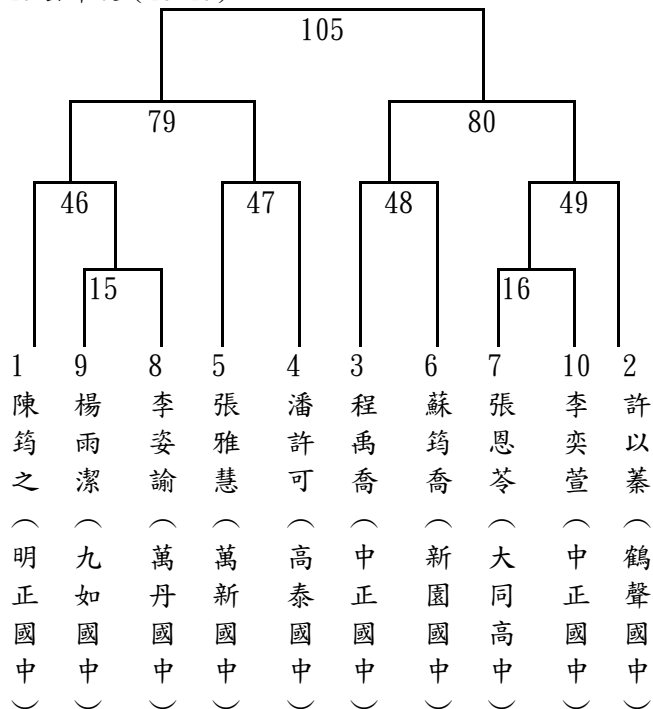 105
79 80
46 47 48 49
15 16
1 9 8 5 4 3 6 7 10 2
陳筠之（明正國中）
楊雨潔（九如國中）
李姿諭（萬丹國中）
張雅慧（萬新國中）
潘許可（高泰國中）
程禹喬（中正國中）
蘇筠喬（新園國中）
張恩苓（大同高中）
李奕萱（中正國中）
許以蓁（鶴聲國中）